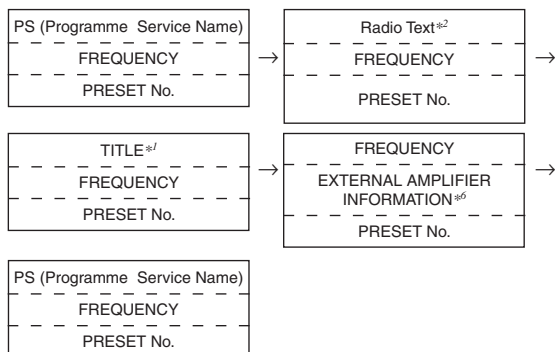 PS (Programme Service Name)
FREQUENCY
PRESET No.
→
Radio Text*2
FREQUENCY
PRESET No.
→
TITLE*1
FREQUENCY
PRESET No.
→
FREQUENCY
EXTERNAL AMPLIFIER
INFORMATION*6
PRESET No.
→
PS (Programme Service Name)
FREQUENCY
PRESET No.